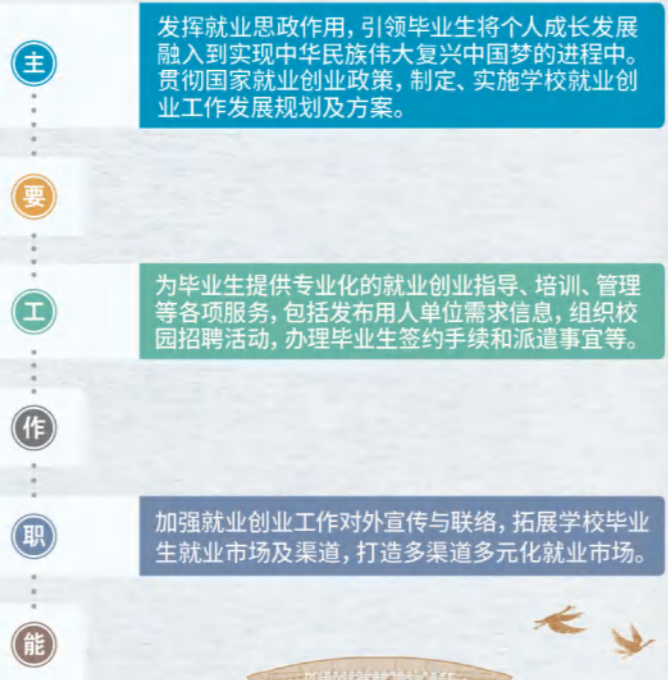 主
发挥就业思政作用，引领毕业生将个人成长发展
融入到实现中华民族伟大复兴中国梦的进程中。
贯彻国家就业创业政策，制定、实施学校就业创
业工作发展规划及方案。
要
工
为毕业生提供专业化的就业创业指导、培训、管理
等各项服务，包括发布用人单位需求信息，组织校
园招聘活动，办理毕业生签约手续和派遣事宜等。
作
职
加强就业创业工作对外宣传与联络，拓展学校毕业
生就业市场及渠道，打造多渠道多元化就业市场。
能